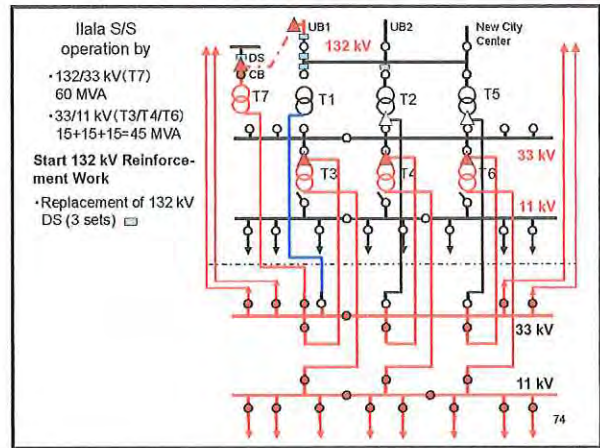 Ilala S/S
operation by
・132/33 kV(T7)
60 MVA
・33/11 kV(T3/T4/T6)
15+15+15=45 MVA
Start 132 kV Reinforce-
ment Work
・Replacement of 132 kV
DS (3 sets)
UB1
UB2
New City
Center
132 kV
DS
CB
T7
T1
T2
T5
33 kV
T3
T4
T6
11 kV
33 kV
11 kV
74